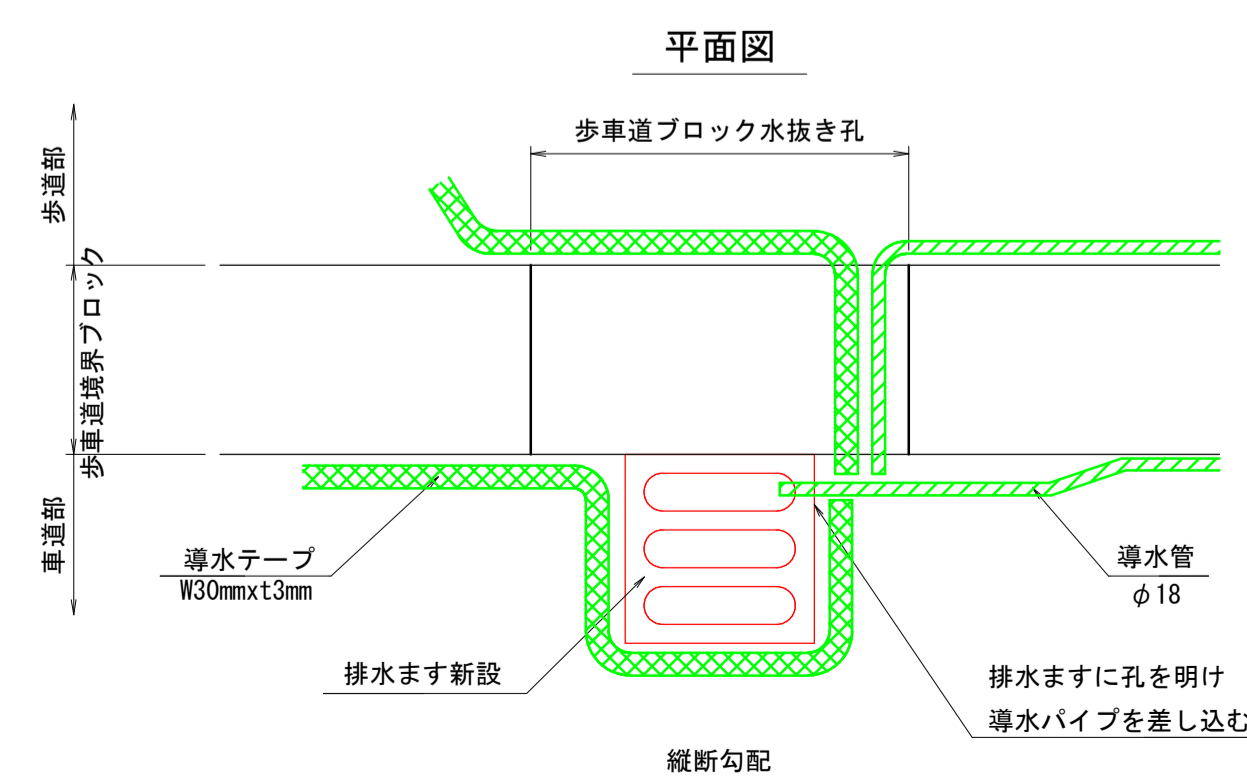 平面図
歩車道ブロック水抜き孔
歩道部
歩車道境界ブロック
車道部
導水テープ
W30mmxt3mm
導水管
φ18
排水ます新設
排水ますに孔を明け
導水パイプを差し込む
縦断勾配